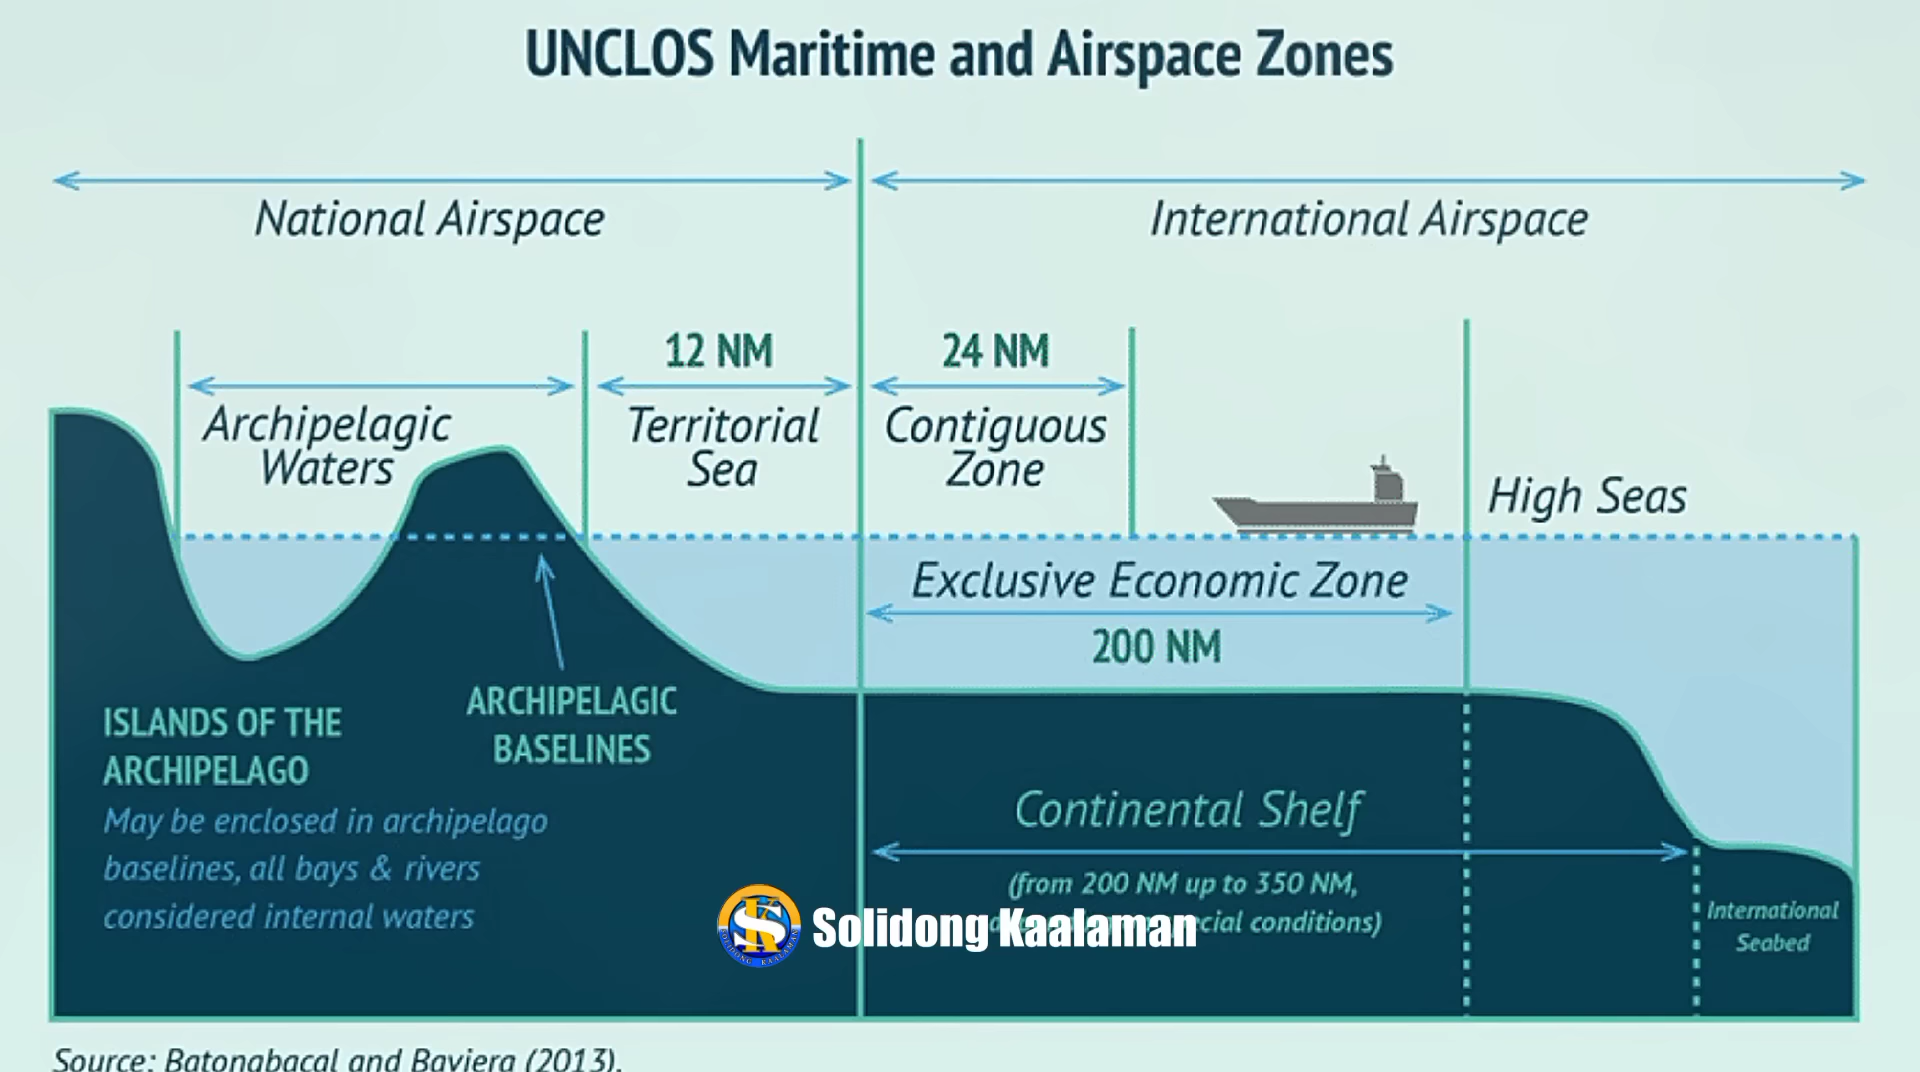 UNCLOS Maritime and Airspace Zones
National Airspace
International Airspace
12 NM
24 NM
Archipelagic
Waters
Territorial
Sea
Contiguous
Zone
High Seas
Exclusive Economic Zone
200 NM
ISLANDS OF THE
ARCHIPELAGO
May be enclosed in archipelago
baselines, all bays & rivers
considered internal waters
ARCHIPELAGIC
BASELINES
Continental Shelf
(from 200 NM up to 350 NM,
conditions)
SK
SOLIDONG KAALAMAN
Solidong Kaalaman
International
Seabed
Source: Batongbacal and Baviera (2013).